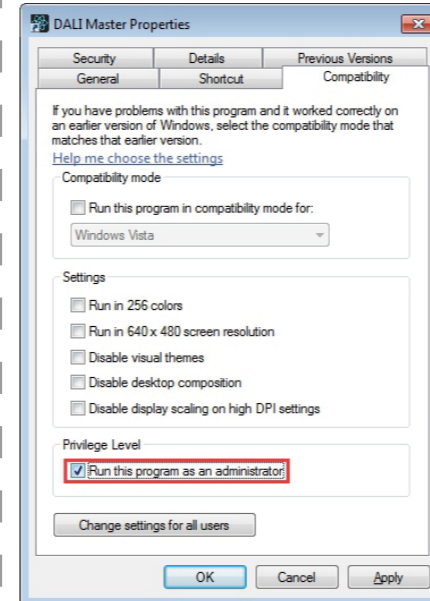 DALI Master Properties
Security Details Previous Versions
General Shortcut Compatibility
If you have problems with this program and it worked correctly on
an earlier version of Windows, select the compatibility mode that
matches that earlier version.
Help me choose the settings
Compatibility mode
Run this program in compatibility mode for:
Windows Vista
Settings
Run in 256 colors
Run in 640 x 480 screen resolution
Disable visual themes
Disable desktop composition
Disable display scaling on high DPI settings
Privilege Level
Run this program as an administrator
Change settings for all users
OK Cancel Apply